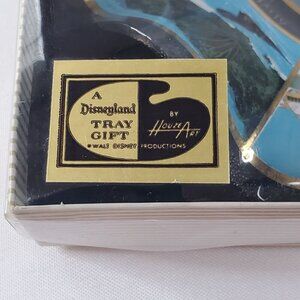 A
Disneyland
TRAY
GIFT
BY
HOUZE ART
© WALT DISNEY PRODUCTIONS